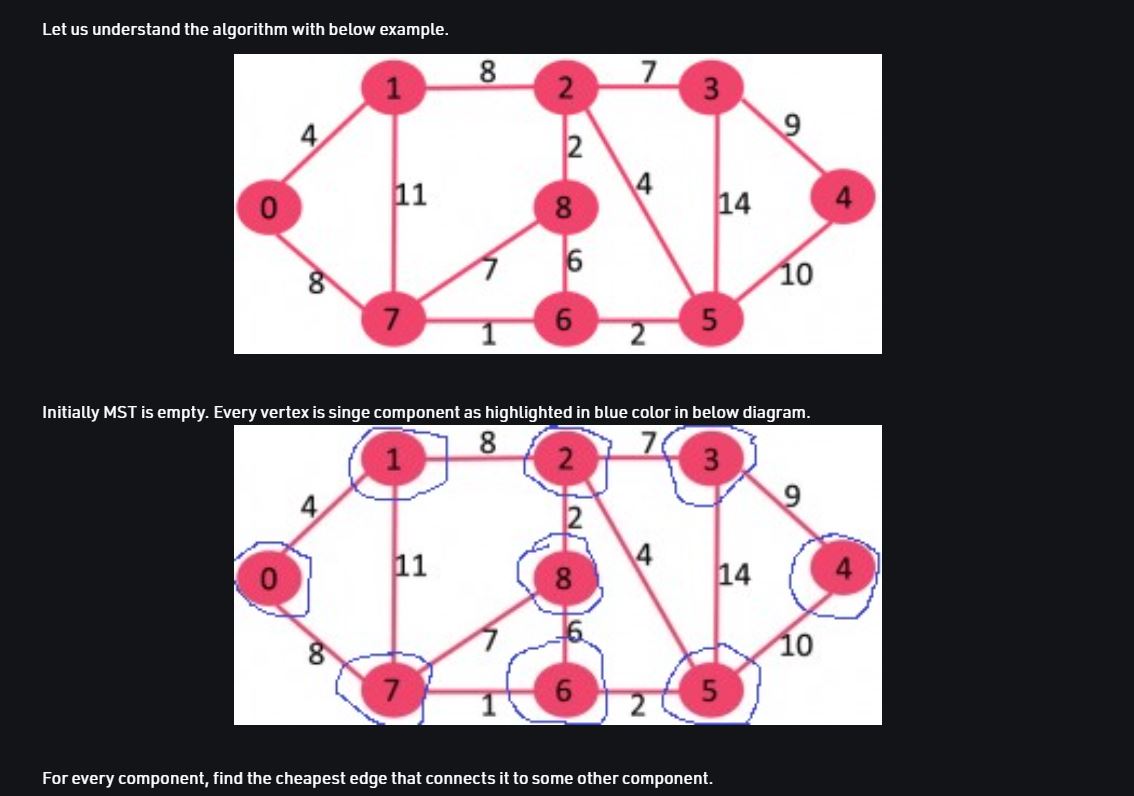 Let us understand the algorithm with below example.
8 7
1 2 3
4 2 9
11 4 14
0 8 4
8 7 6 10
7 6 5
1 2
Initially MST is empty. Every vertex is singe component as highlighted in blue color in below diagram.
8 7
1 2 3
4 2 9
11 4 14
0 8 4
8 7 6 10
7 6 5
1 2
For every component, find the cheapest edge that connects it to some other component.